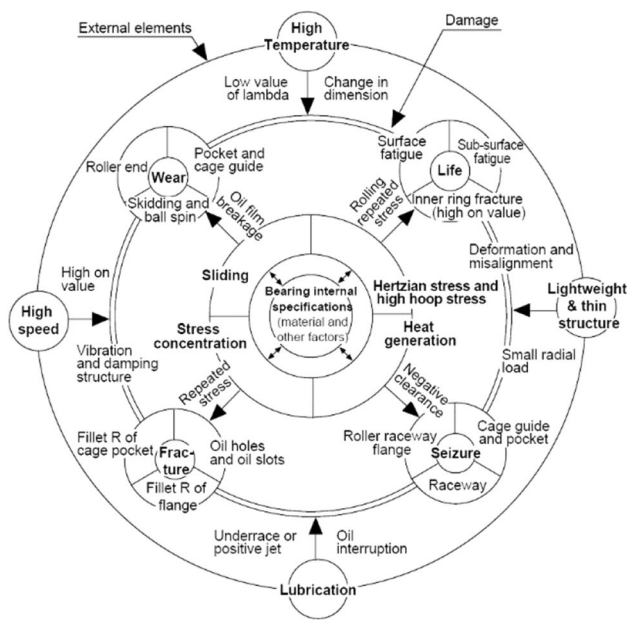 External elements
High
Temperature
Damage
Low value
of lambda
Change in
dimension
Roller end
Pocket and
cage guide
Wear
Skidding and
ball spin
Oil film
breakage
Surface
fatigue
Sub-surface
fatigue
Life
Inner ring fracture
(high on value)
Rolling
repeated
stress
High on
value
High
speed
Vibration
and damping
structure
Sliding
Stress
concentration
Bearing internal
specifications
(material and
other factors)
Hertzian stress and
high hoop stress
Heat
generation
Deformation and
misalignment
Lightweight
& thin
structure
Small radial
load
Repeated
stress
Negative
clearance
Fillet R of
cage pocket
Oil holes
and oil slots
Frac-
ture
Fillet R of
flange
Roller raceway
flange
Cage guide
and pocket
Seizure
Raceway
Underrace or
positive jet
Oil
interruption
Lubrication